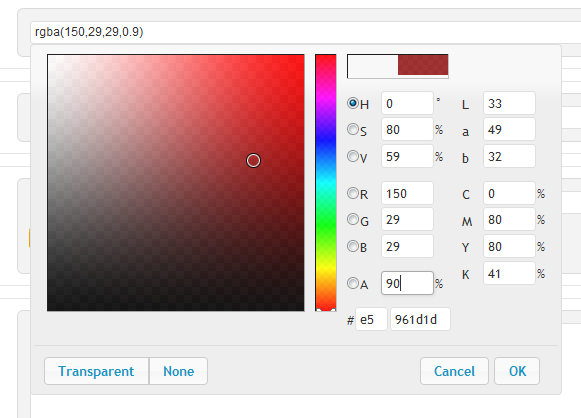 rgba(150,29,29,0.9)
H 0 ° L 33
S 80 % a 49
V 59 % b 32
R 150 C 0 %
G 29 M 80 %
B 29 Y 80 %
K 41 %
A 90 %
# e5 961d1d
Transparent None Cancel OK